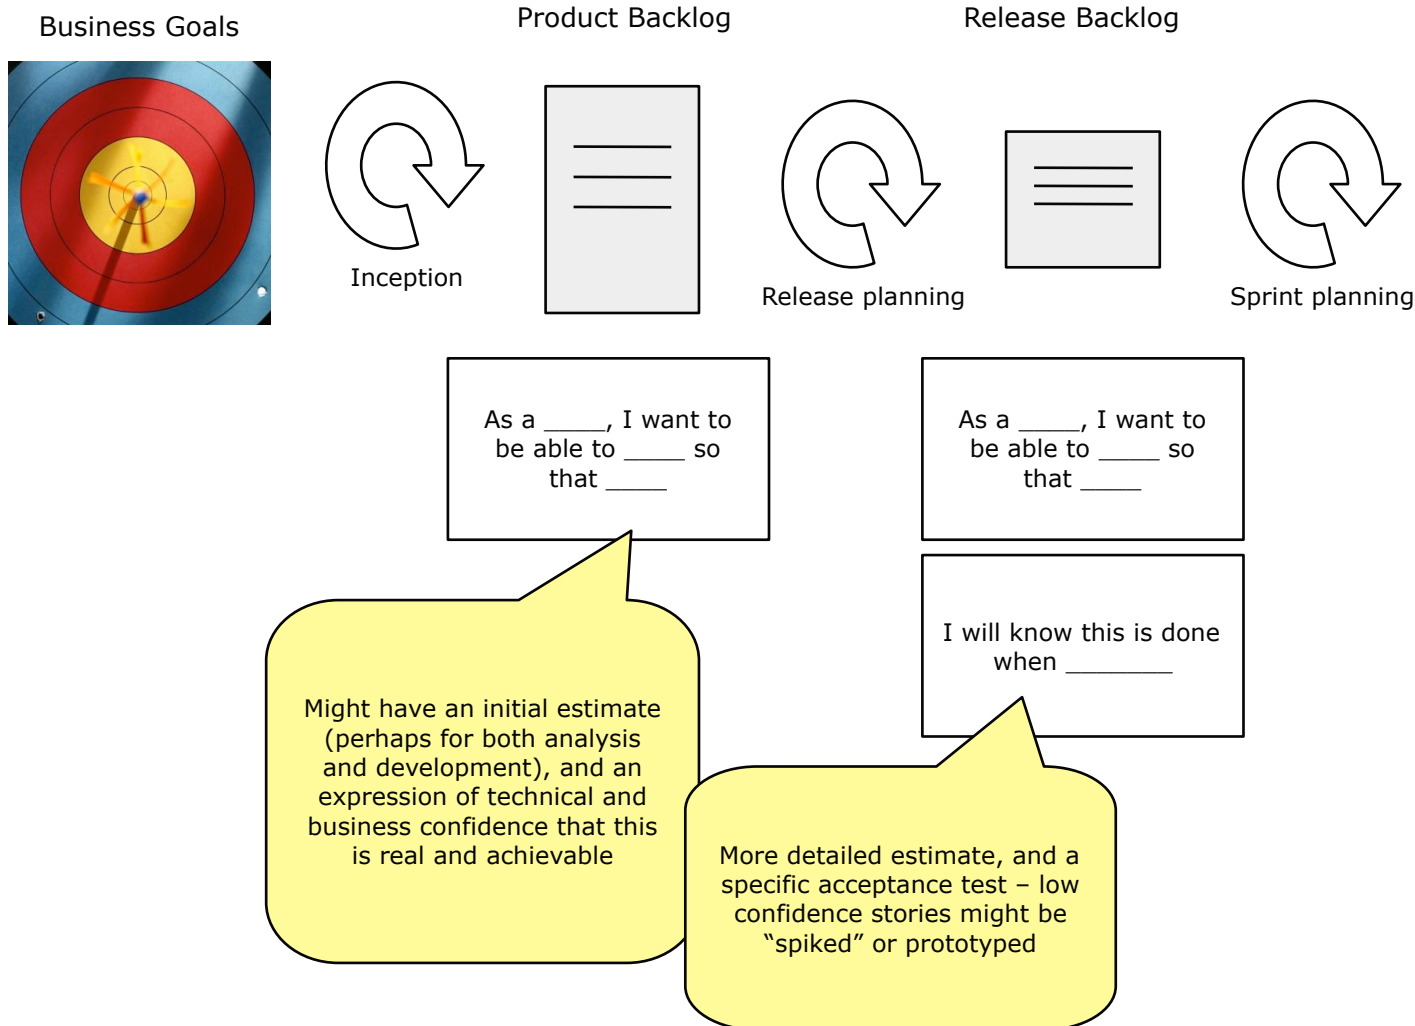 Business Goals
Product Backlog
Release Backlog
Inception
Release planning
Sprint planning
As a _____, I want to
be able to _____ so
that _____
As a _____, I want to
be able to _____ so
that _____
I will know this is done
when _______
Might have an initial estimate
(perhaps for both analysis
and development), and an
expression of technical and
business confidence that this
is real and achievable
More detailed estimate, and a
specific acceptance test – low
confidence stories might be
“spiked” or prototyped